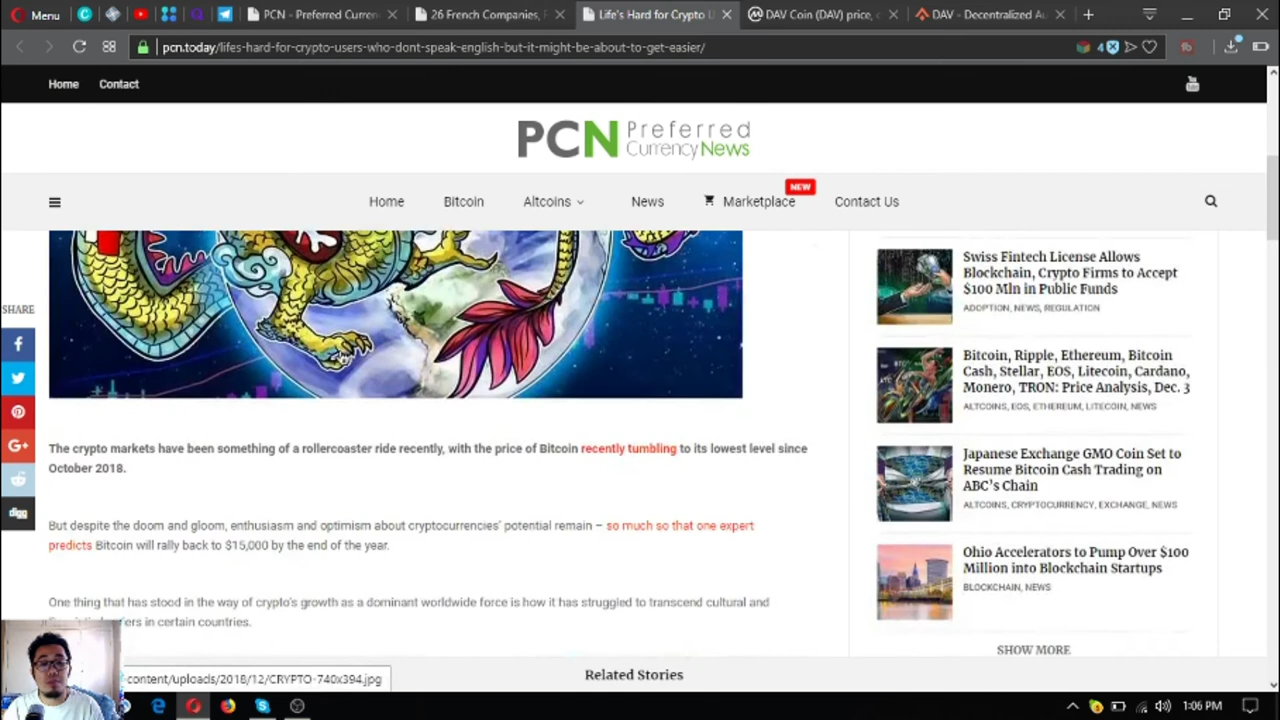 Menu
PCN - Preferred Curren
26 French Companies, F
Life's Hard for Crypto U
DAV Coin (DAV) price, c
DAV - Decentralized Au
pcn.today/lifes-hard-for-crypto-users-who-dont-speak-english-but-it-might-be-about-to-get-easier/
4
Home
Contact
You Tube
PCN Preferred
CurrencyNews
NEW
Home
Bitcoin
Altcoins
News
Marketplace
Contact Us
SHARE
digg
The crypto markets have been something of a rollercoaster ride recently, with the price of Bitcoin recently tumbling to its lowest level since
October 2018.
But despite the doom and gloom, enthusiasm and optimism about cryptocurrencies' potential remain – so much so that one expert
predicts Bitcoin will rally back to $15,000 by the end of the year.
One thing that has stood in the way of crypto's growth as a dominant worldwide force is how it has struggled to transcend cultural and
in certain countries.
Swiss Fintech License Allows
Blockchain, Crypto Firms to Accept
$100 Mln in Public Funds
ADOPTION, NEWS, REGULATION
Bitcoin, Ripple, Ethereum, Bitcoin
Cash, Stellar, EOS, Litecoin, Cardano,
Monero, TRON: Price Analysis, Dec. 3
ALTCOINS, EOS, ETHEREUM, LITECOIN, NEWS
Japanese Exchange GMO Coin Set to
Resume Bitcoin Cash Trading on
ABC's Chain
ALTCOINS, CRYPTOCURRENCY, EXCHANGE, NEWS
Ohio Accelerators to Pump Over $100
Million into Blockchain Startups
BLOCKCHAIN, NEWS
SHOW MORE
Related Stories
-content/uploads/2018/12/CRYPTO-740x394.jpg
1:06 PM